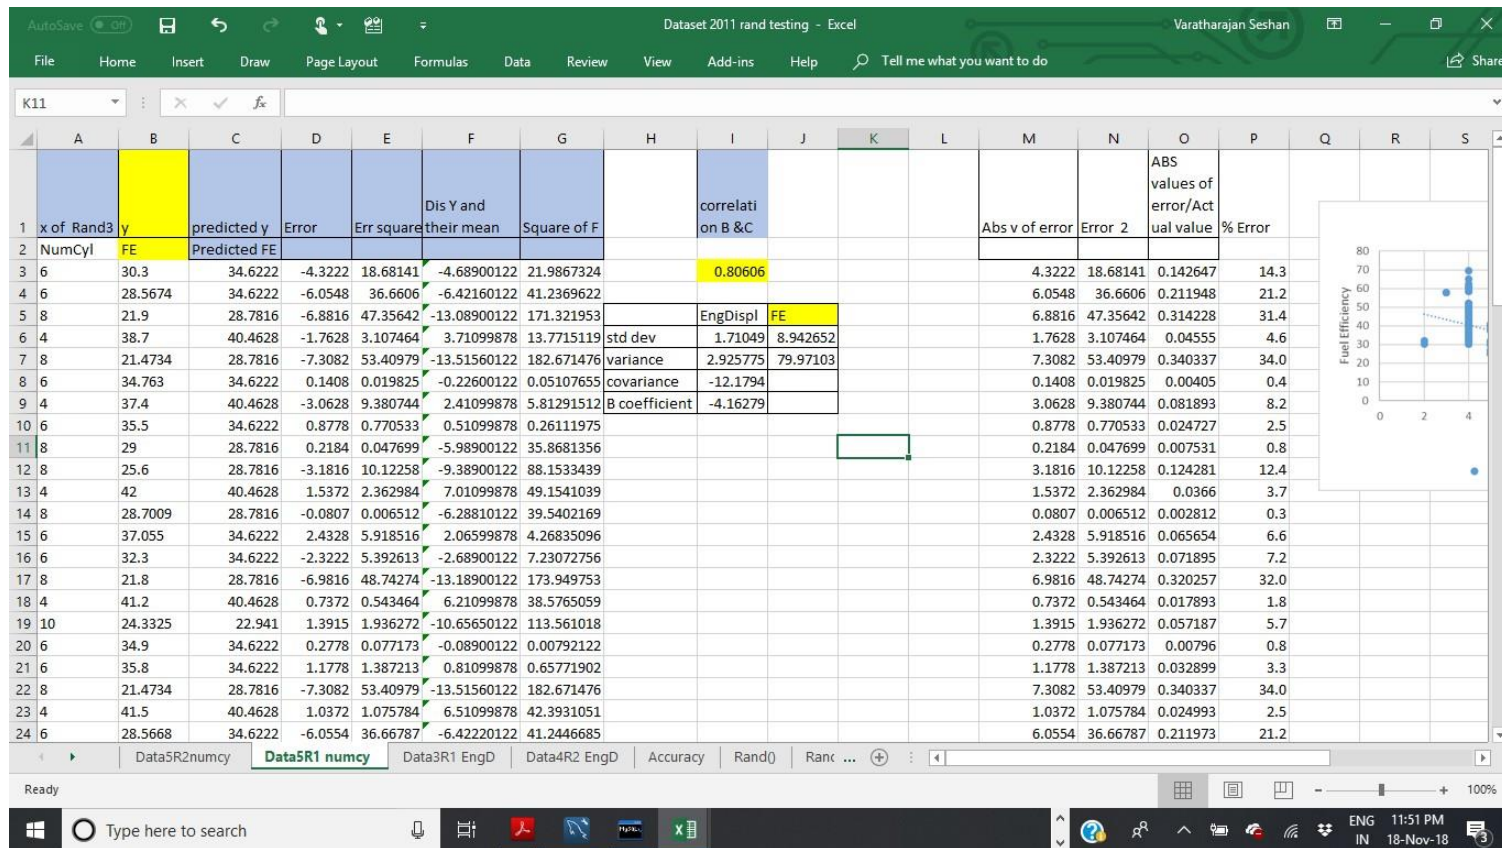 AutoSave Off Dataset 2011 rand testing - Excel Varatharajan Seshan
File Home Insert Draw Page Layout Formulas Data Review View Add-ins Help Tell me what you want to do Share
K11 fx
A B C D E F G H I J K L M N O P Q R S
1 x of Rand3 y predicted y Error Err square Dis Y and their mean Square of F correlati on B &C Abs v of error Error 2 ABS values of error/Act ual value % Error
2 NumCyl FE Predicted FE
3 6 30.3 34.6222 -4.3222 18.68141 -4.68900122 21.9867324 0.80606 4.3222 18.68141 0.142647 14.3
4 6 28.5674 34.6222 -6.0548 36.6606 -6.42160122 41.2369622 6.0548 36.6606 0.211948 21.2
5 8 21.9 28.7816 -6.8816 47.35642 -13.08900122 171.321953 EngDispl FE 6.8816 47.35642 0.314228 31.4
6 4 38.7 40.4628 -1.7628 3.107464 3.71099878 13.7715119 std dev 1.71049 8.942652 1.7628 3.107464 0.04555 4.6
7 8 21.4734 28.7816 -7.3082 53.40979 -13.51560122 182.671476 variance 2.925775 79.97103 7.3082 53.40979 0.340337 34.0
8 6 34.763 34.6222 0.1408 0.019825 -0.22600122 0.05107655 covariance -12.1794 0.1408 0.019825 0.00405 0.4
9 4 37.4 40.4628 -3.0628 9.380744 2.41099878 5.81291512 B coefficient -4.16279 3.0628 9.380744 0.081893 8.2
10 6 35.5 34.6222 0.8778 0.770533 0.51099878 0.26111975 0.8778 0.770533 0.024727 2.5
11 8 29 28.7816 0.2184 0.047699 -5.98900122 35.8681356 0.2184 0.047699 0.007531 0.8
12 8 25.6 28.7816 -3.1816 10.12258 -9.38900122 88.1533439 3.1816 10.12258 0.124281 12.4
13 4 42 40.4628 1.5372 2.362984 7.01099878 49.1541039 1.5372 2.362984 0.0366 3.7
14 8 28.7009 28.7816 -0.0807 0.006512 -6.28810122 39.5402169 0.0807 0.006512 0.002812 0.3
15 6 37.055 34.6222 2.4328 5.918516 2.06599878 4.26835096 2.4328 5.918516 0.065654 6.6
16 6 32.3 34.6222 -2.3222 5.392613 -2.68900122 7.23072756 2.3222 5.392613 0.071895 7.2
17 8 21.8 28.7816 -6.9816 48.74274 -13.18900122 173.949753 6.9816 48.74274 0.320257 32.0
18 4 41.2 40.4628 0.7372 0.543464 6.21099878 38.5765059 0.7372 0.543464 0.017893 1.8
19 10 24.3325 22.941 1.3915 1.936272 -10.65650122 113.561018 1.3915 1.936272 0.057187 5.7
20 6 34.9 34.6222 0.2778 0.077173 -0.08900122 0.00792122 0.2778 0.077173 0.00796 0.8
21 6 35.8 34.6222 1.1778 1.387213 0.81099878 0.65771902 1.1778 1.387213 0.032899 3.3
22 8 21.4734 28.7816 -7.3082 53.40979 -13.51560122 182.671476 7.3082 53.40979 0.340337 34.0
23 4 41.5 40.4628 1.0372 1.075784 6.51099878 42.3931051 1.0372 1.075784 0.024993 2.5
24 6 28.5668 34.6222 -6.0554 36.66787 -6.42220122 41.2446685 6.0554 36.66787 0.211973 21.2
Fuel Efficiency
80
70
60
50
40
30
20
10
0
0 2 4
Data5R2numcy Data5R1 numcy Data3R1 EngD Data4R2 EngD Accuracy Rand() Ranc ...
Ready 100%
Type here to search ENG 11:51 PM
IN 18-Nov-18 3